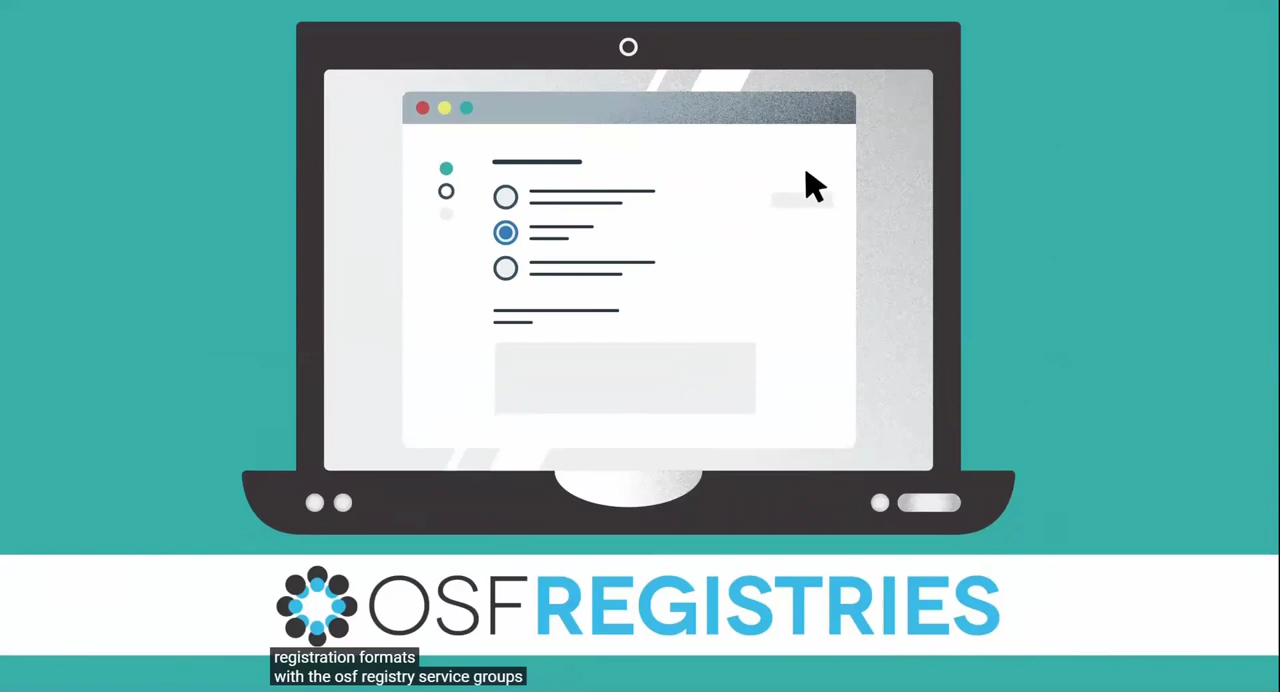 OSFREGISTRIES
registration formats
with the osf registry service groups